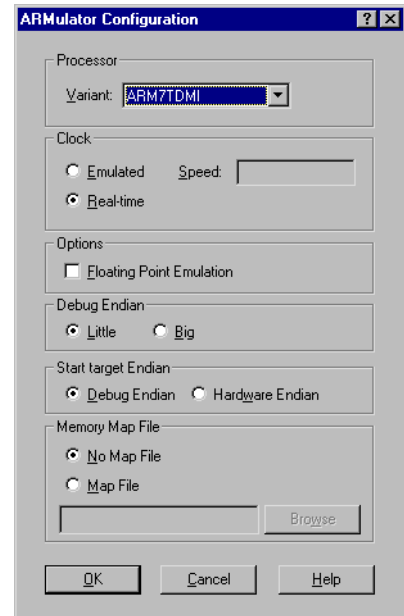 ARMulator Configuration
Processor
Variant: ARM7TDMI
Clock
Emulated Speed:
Real-time
Options
Floating Point Emulation
Debug Endian
Little Big
Start target Endian
Debug Endian Hardware Endian
Memory Map File
No Map File
Map File
Browse
OK Cancel Help